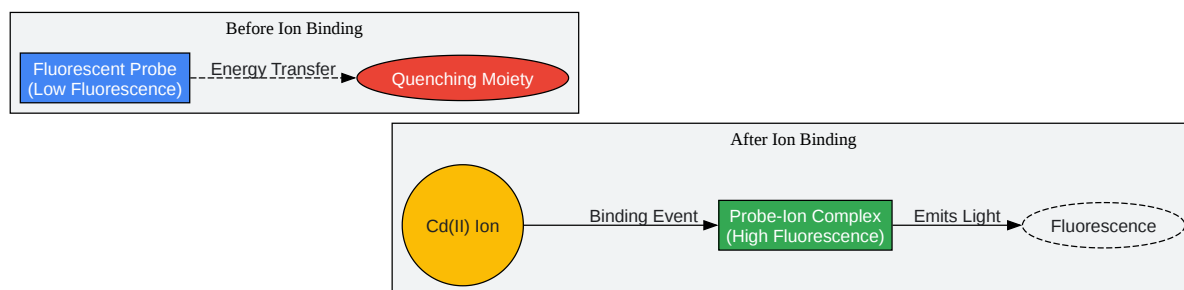 Before Ion Binding
Fluorescent Probe
(Low Fluorescence)
Energy Transfer
Quenching Moiety
After Ion Binding
Cd(II) Ion
Binding Event
Probe-Ion Complex
(High Fluorescence)
Emits Light
Fluorescence